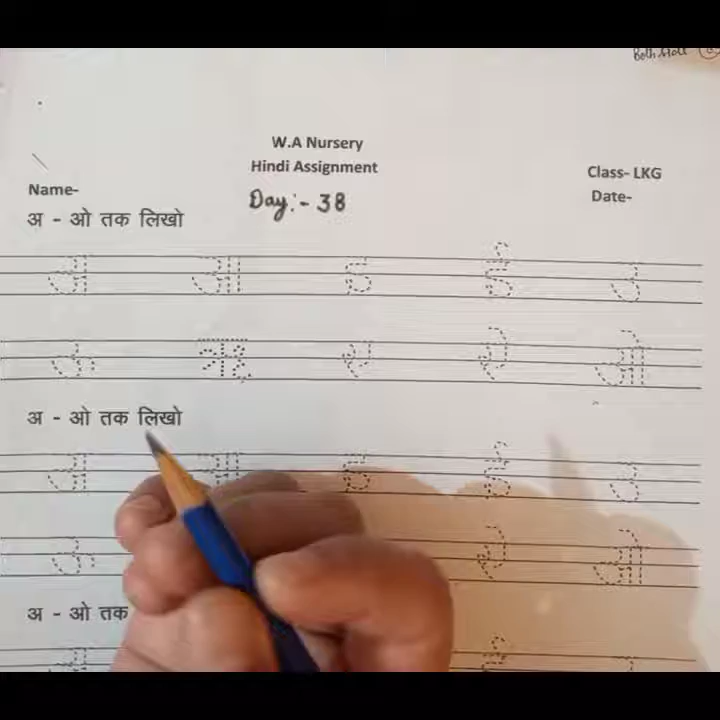 W.A Nursery
Hindi Assignment
Class- LKG
Name-
Day:- 38
Date-
अ - ओ तक लिखो
अ आ इ ई उ
ऊ ऋ ए ऐ ओ
अ - ओ तक लिखो
अ आ इ ई उ
ऊ ऐ ओ
अ - ओ तक